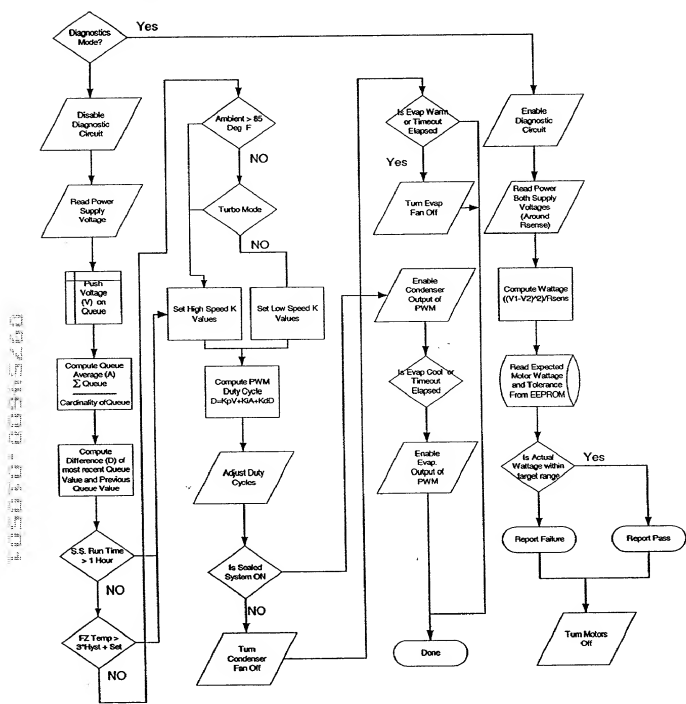 Diagnostics
Mode?
Yes
Disable
Diagnostic
Circuit
Read Power
Supply
Voltage
Push
Voltage
(V) on
Queue
Compute Queue
Average (A)
∑ Queue
Cardinality of Queue
Compute
Difference (D) of
most recent Queue
Value and Previous
Queue Value
S.S. Run Time
> 1 Hour
NO
FZ Temp >
3*Hyst + Set
NO
Ambient > 85
Deg F
NO
Turbo Mode
NO
Set High Speed K
Values
Set Low Speed K
Values
Compute PWM
Duty Cycle
D=KpV+KiA+KdD
Adjust Duty
Cycles
Is Sealed
System ON
NO
Turn
Condenser
Fan Off
Is Evap Warm
or Timeout
Elapsed
Yes
Turn Evap
Fan Off
Enable
Condenser
Output of
PWM
Is Evap Cool or
Timeout
Elapsed
Enable
Evap.
Output of
PWM
Done
Enable
Diagnostic
Circuit
Read Power
Both Supply
Voltages
(Around
Rsense)
Compute Wattage
((V1-V2)^2)/Rsens
Read Expected
Motor Wattage
and Tolerance
From EEPROM
Is Actual
Wattage within
target range
Yes
Report Failure
Report Pass
Turn Motors
Off